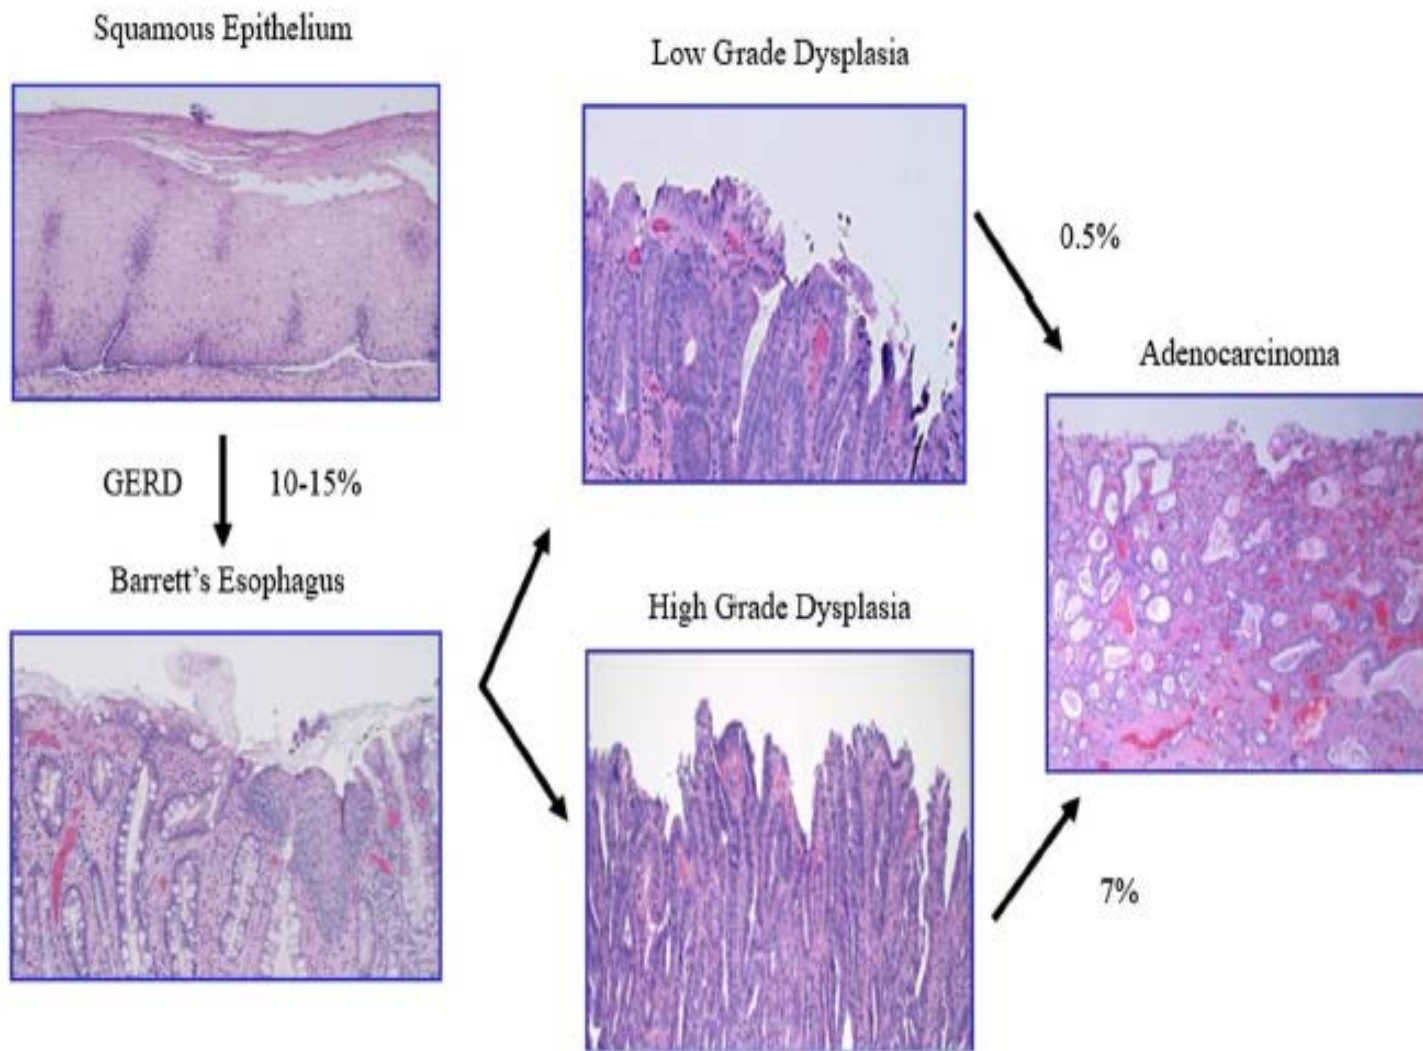 Squamous Epithelium
GERD 10-15%
Barrett's Esophagus
Low Grade Dysplasia
High Grade Dysplasia
0.5%
Adenocarcinoma
7%